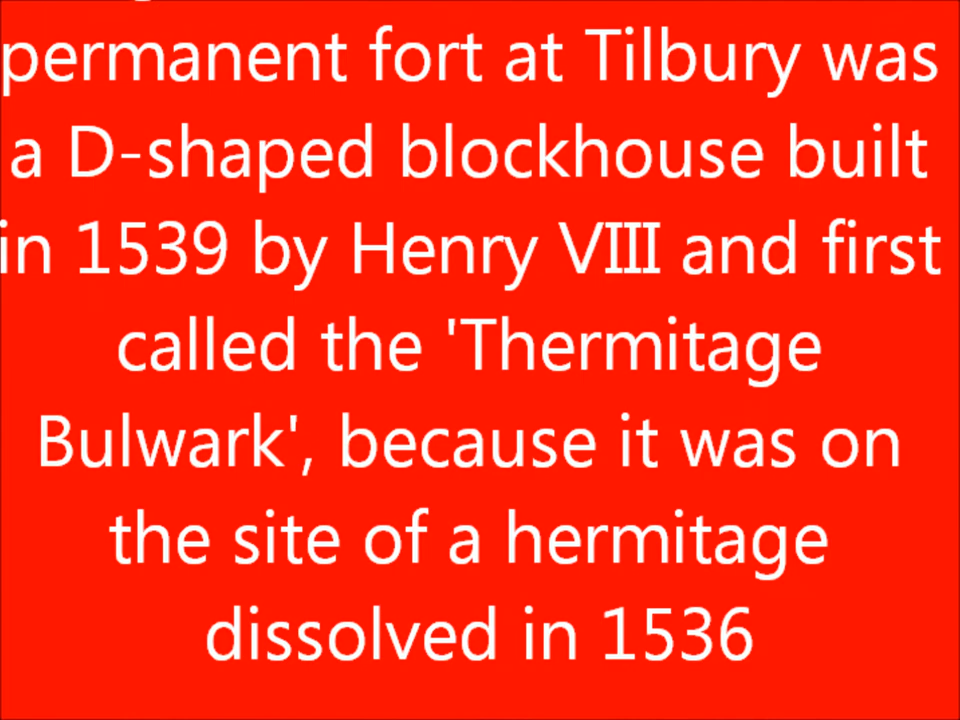 permanent fort at Tilbury was
a D-shaped blockhouse built
in 1539 by Henry VIII and first
called the 'Thermitage
Bulwark', because it was on
the site of a hermitage
dissolved in 1536